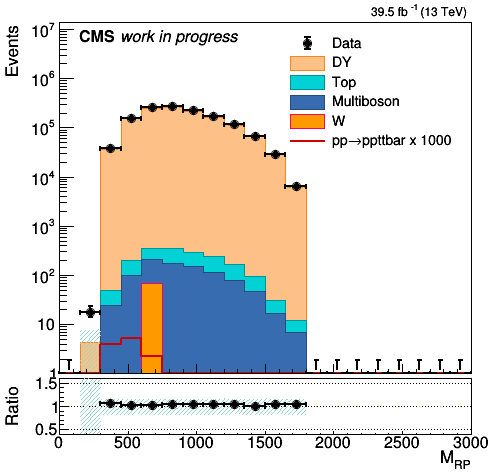 39.5 fb⁻¹ (13 TeV)
CMS work in progress
Events
10⁷
10⁶
10⁵
10⁴
10³
10²
10
1
Data
DY
Top
Multiboson
W
pp→ppttbar x 1000
Ratio
1.5
1
0.5
0 500 1000 1500 2000 2500 3000
M_RP